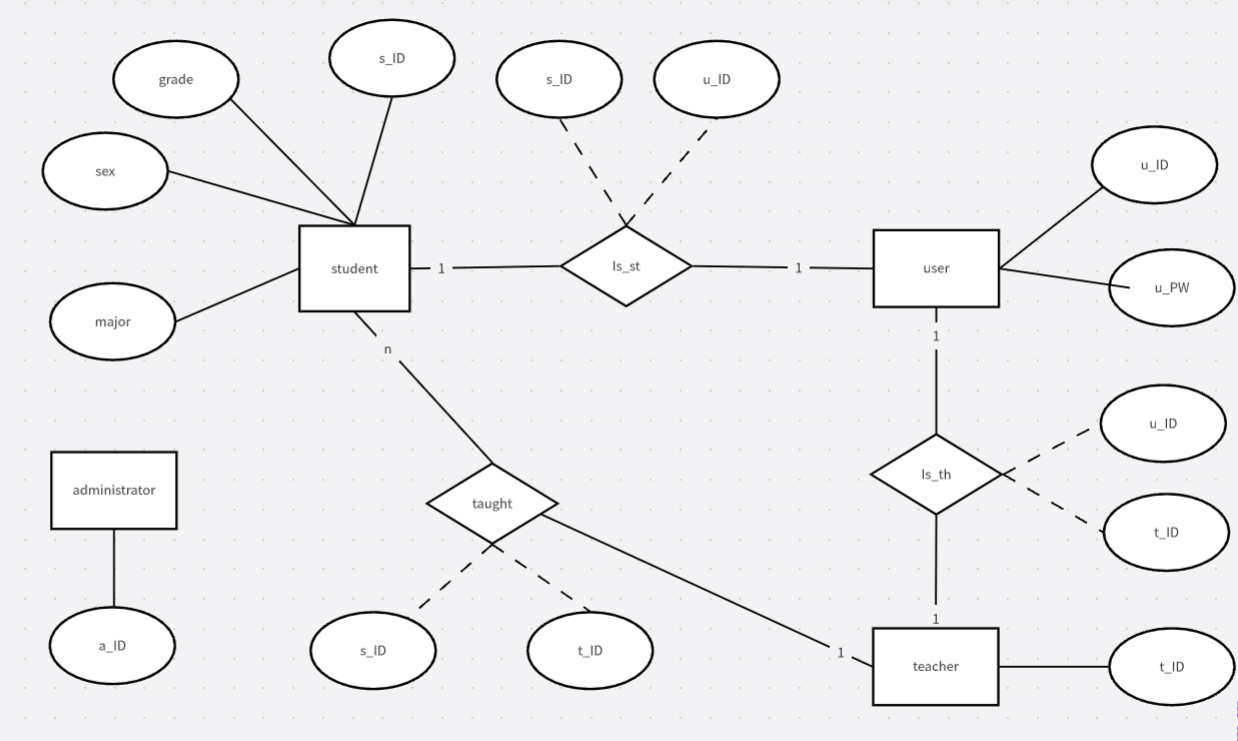 s_ID
grade
s_ID
u_ID
sex
u_ID
student
1
Is_st
1
user
u_PW
major
n
1
u_ID
administrator
taught
Is_th
t_ID
a_ID
s_ID
t_ID
1
1
teacher
t_ID